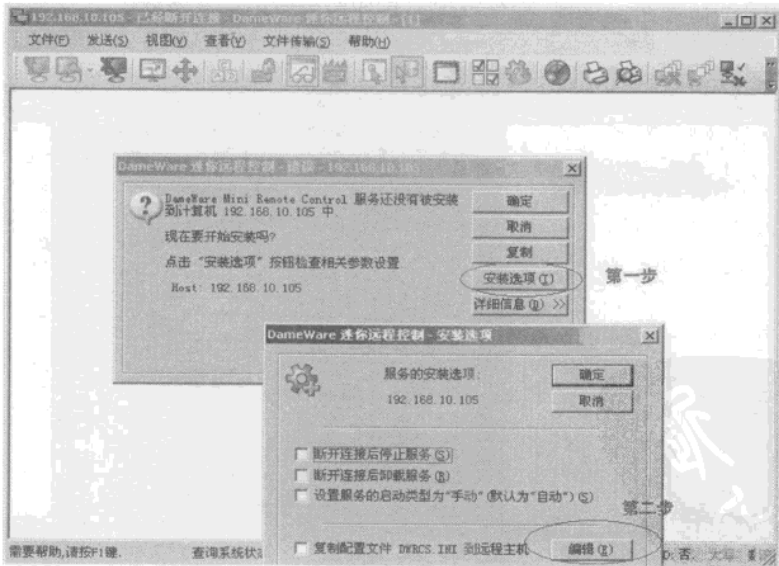 192.168.10.105 - 已经断开连接 - DameWare 迷你远程控制 - [1]
文件(F) 发送(S) 视图(V) 查看(V) 文件传输(S) 帮助(H)
DameWare 迷你远程控制 - 错误 - 192.168.10.105
DameWare Mini Remote Control 服务还没有被安装
到计算机 192.168.10.105 中.
现在要开始安装吗?
点击 "安装选项" 按钮检查相关参数设置
Host: 192.168.10.105
确定
取消
复制
安装选项(I)
详细信息(D) >>
第一步
DameWare 迷你远程控制 - 安装选项
服务的安装选项:
192.168.10.105
确定
取消
断开连接后停止服务(S)
断开连接后卸载服务(R)
设置服务的启动类型为"手动"(默认为"自动")(S)
第二步
复制配置文件 DWRCS.INI 到远程主机
编辑(E)
需要帮助,请按F1键.
查询系统状
D: 否.